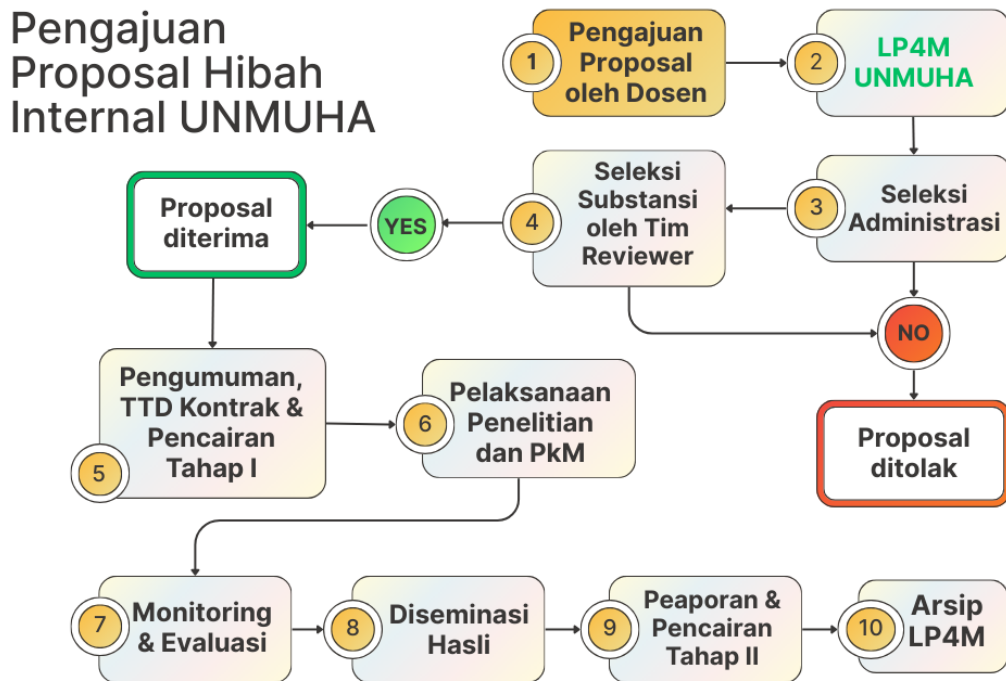 Pengajuan
Proposal Hibah
Internal UNMUHA
1
Pengajuan
Proposal
oleh Dosen
2
LP4M
UNMUHA
3
Seleksi
Administrasi
4
Seleksi
Substansi
oleh Tim
Reviewer
YES
Proposal
diterima
NO
Proposal
ditolak
5
Pengumuman,
TTD Kontrak &
Pencairan
Tahap I
6
Pelaksanaan
Penelitian
dan PkM
7
Monitoring
& Evaluasi
8
Diseminasi
Hasli
9
Peaporan &
Pencairan
Tahap II
10
Arsip
LP4M